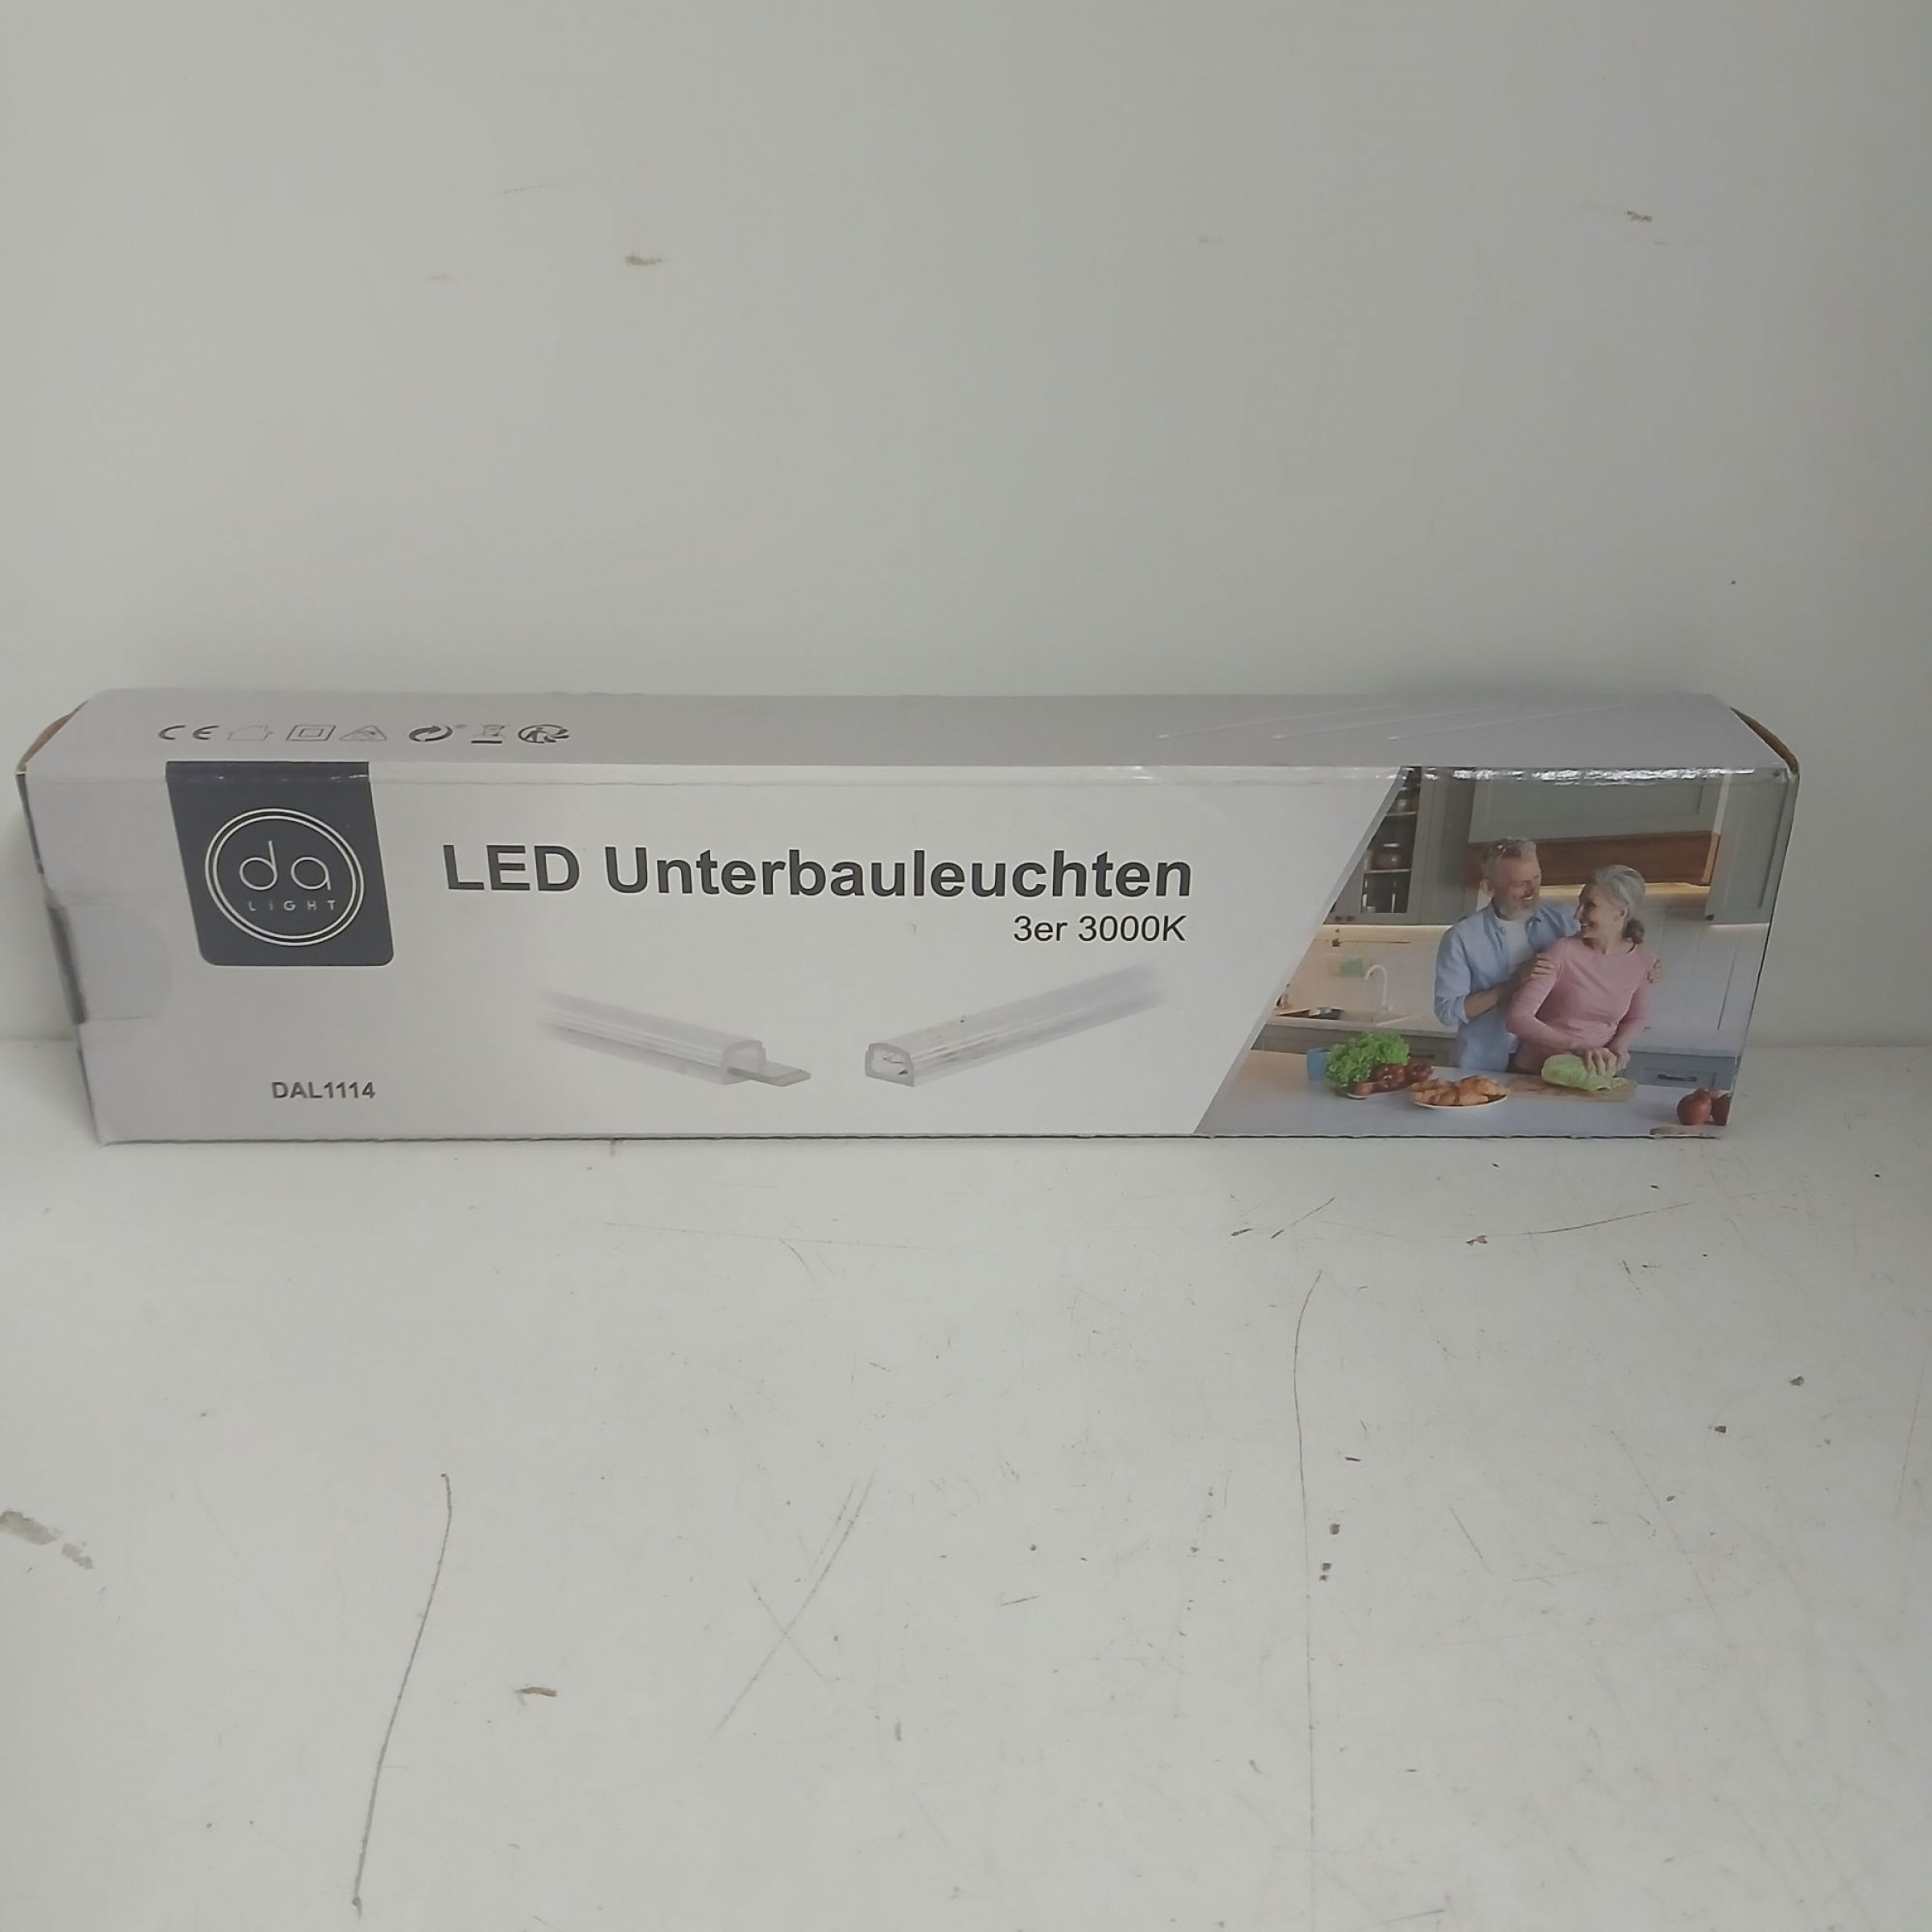 CE
da
LiGHT
LED Unterbauleuchten
3er 3000K
DAL1114